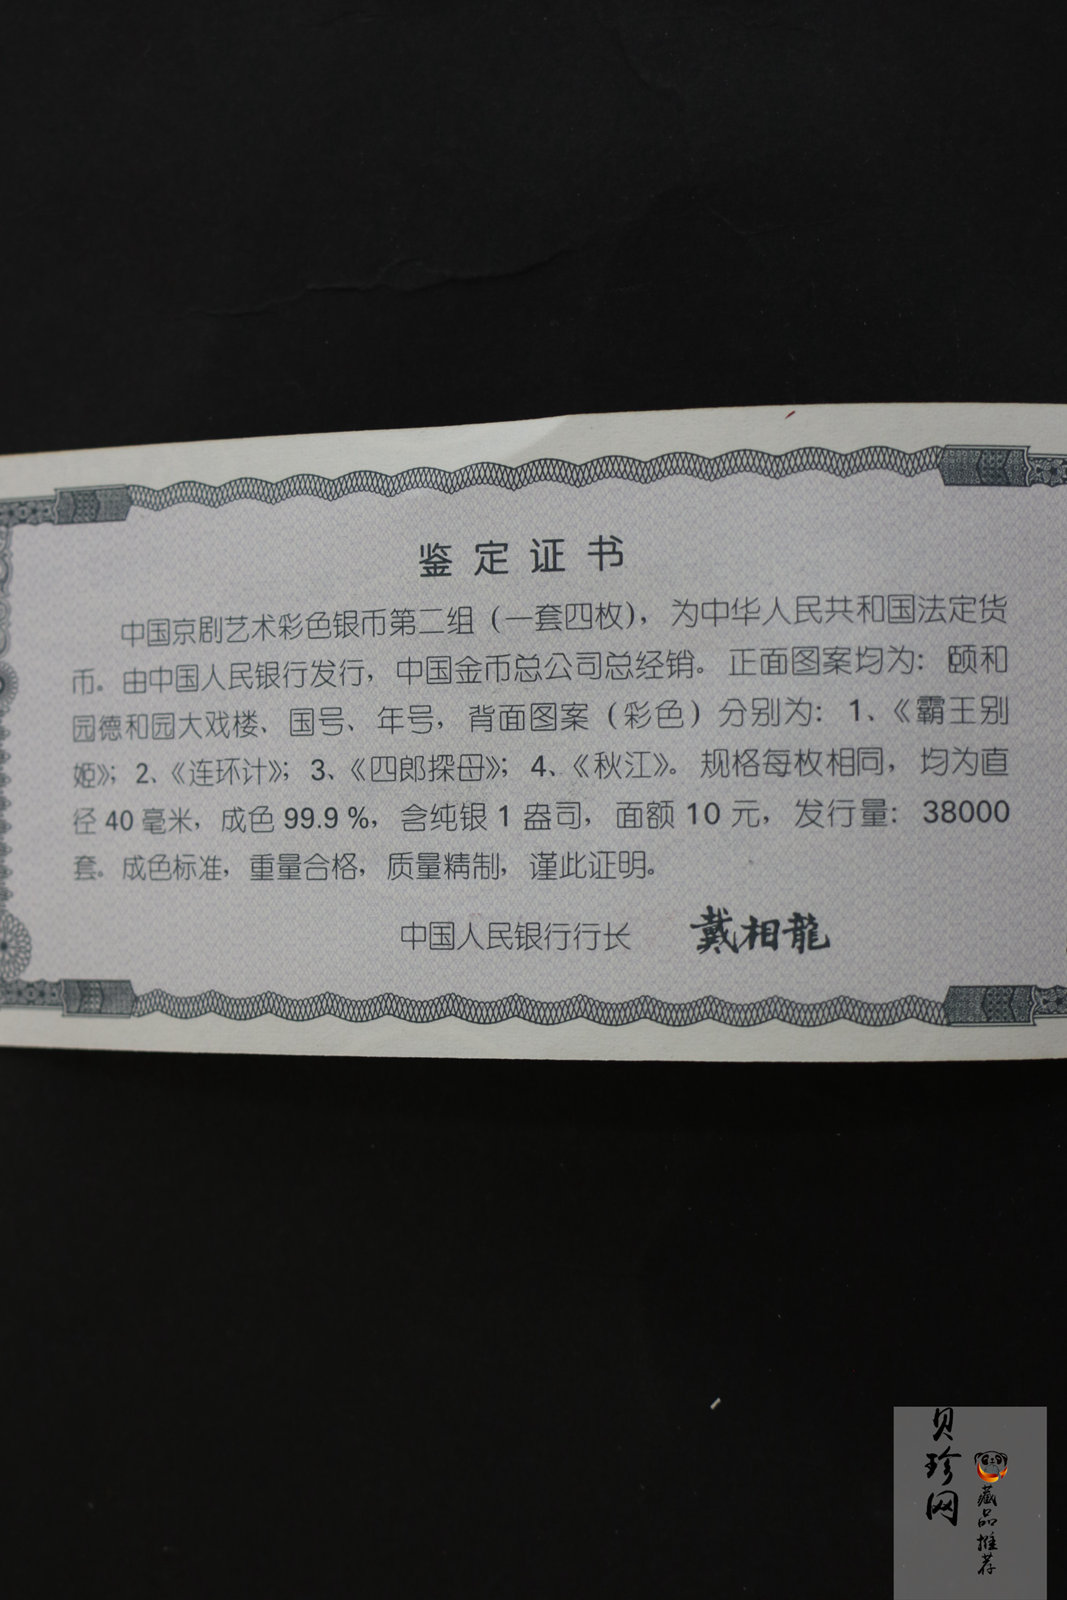 鉴定证书
中国京剧艺术彩色银币第二组（一套四枚），为中华人民共和国法定货
币。由中国人民银行发行，中国金币总公司总经销。正面图案均为：颐和
园德和园大戏楼、国号、年号，背面图案（彩色）分别为：1、《霸王别
姬》；2、《连环计》；3、《四郎探母》；4、《秋江》。规格每枚相同，均为直
径40毫米，成色99.9%，含纯银1盎司，面额10元，发行量：38000
套。成色标准，重量合格，质量精制，谨此证明。
中国人民银行行长 戴相龍
贝珍网
藏品推荐